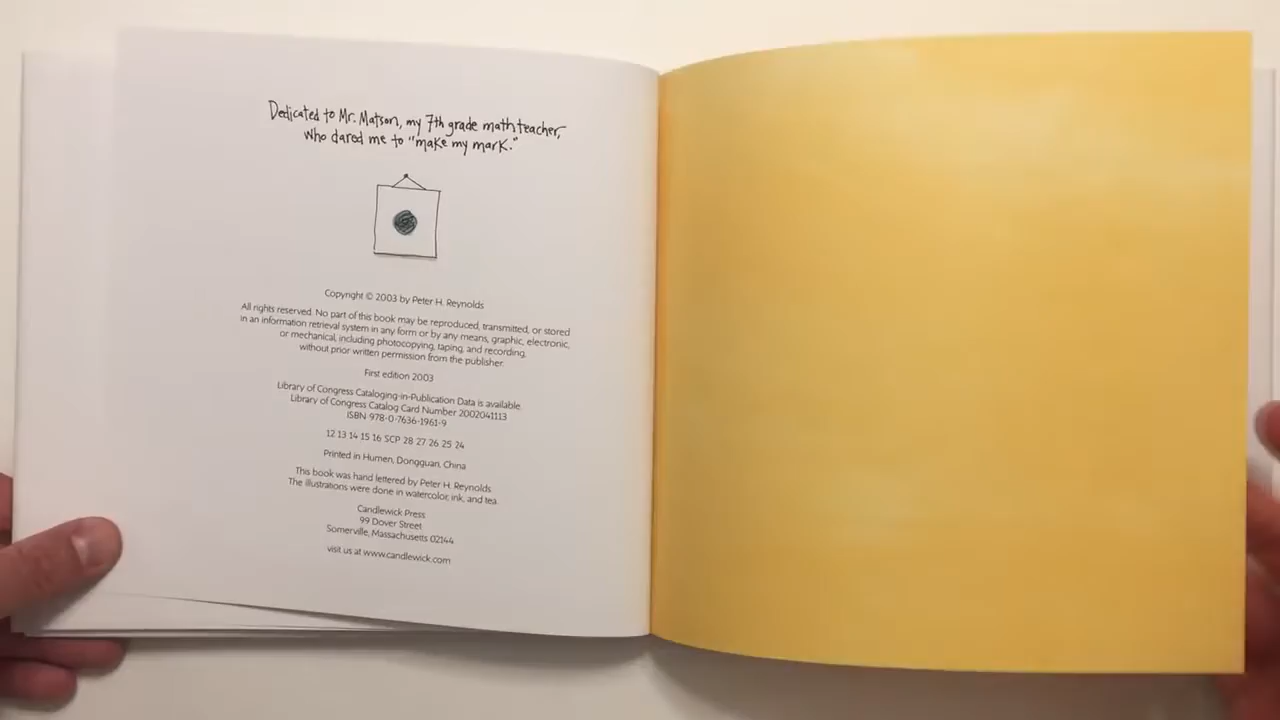 Dedicated to Mr. Matson, my 7th grade math teacher,
who dared me to "make my mark."
Copyright © 2003 by Peter H. Reynolds
All rights reserved. No part of this book may be reproduced, transmitted, or stored
in an information retrieval system in any form or by any means, graphic, electronic,
or mechanical, including photocopying, taping, and recording,
without prior written permission from the publisher.
First edition 2003
Library of Congress Cataloging-in-Publication Data is available.
Library of Congress Catalog Card Number 2002041113
ISBN 978-0-7636-1961-9
12 13 14 15 16 SCP 28 27 26 25 24
Printed in Humen, Dongguan, China
This book was hand lettered by Peter H. Reynolds.
The illustrations were done in watercolor, ink, and tea.
Candlewick Press
99 Dover Street
Somerville, Massachusetts 02144
visit us at www.candlewick.com